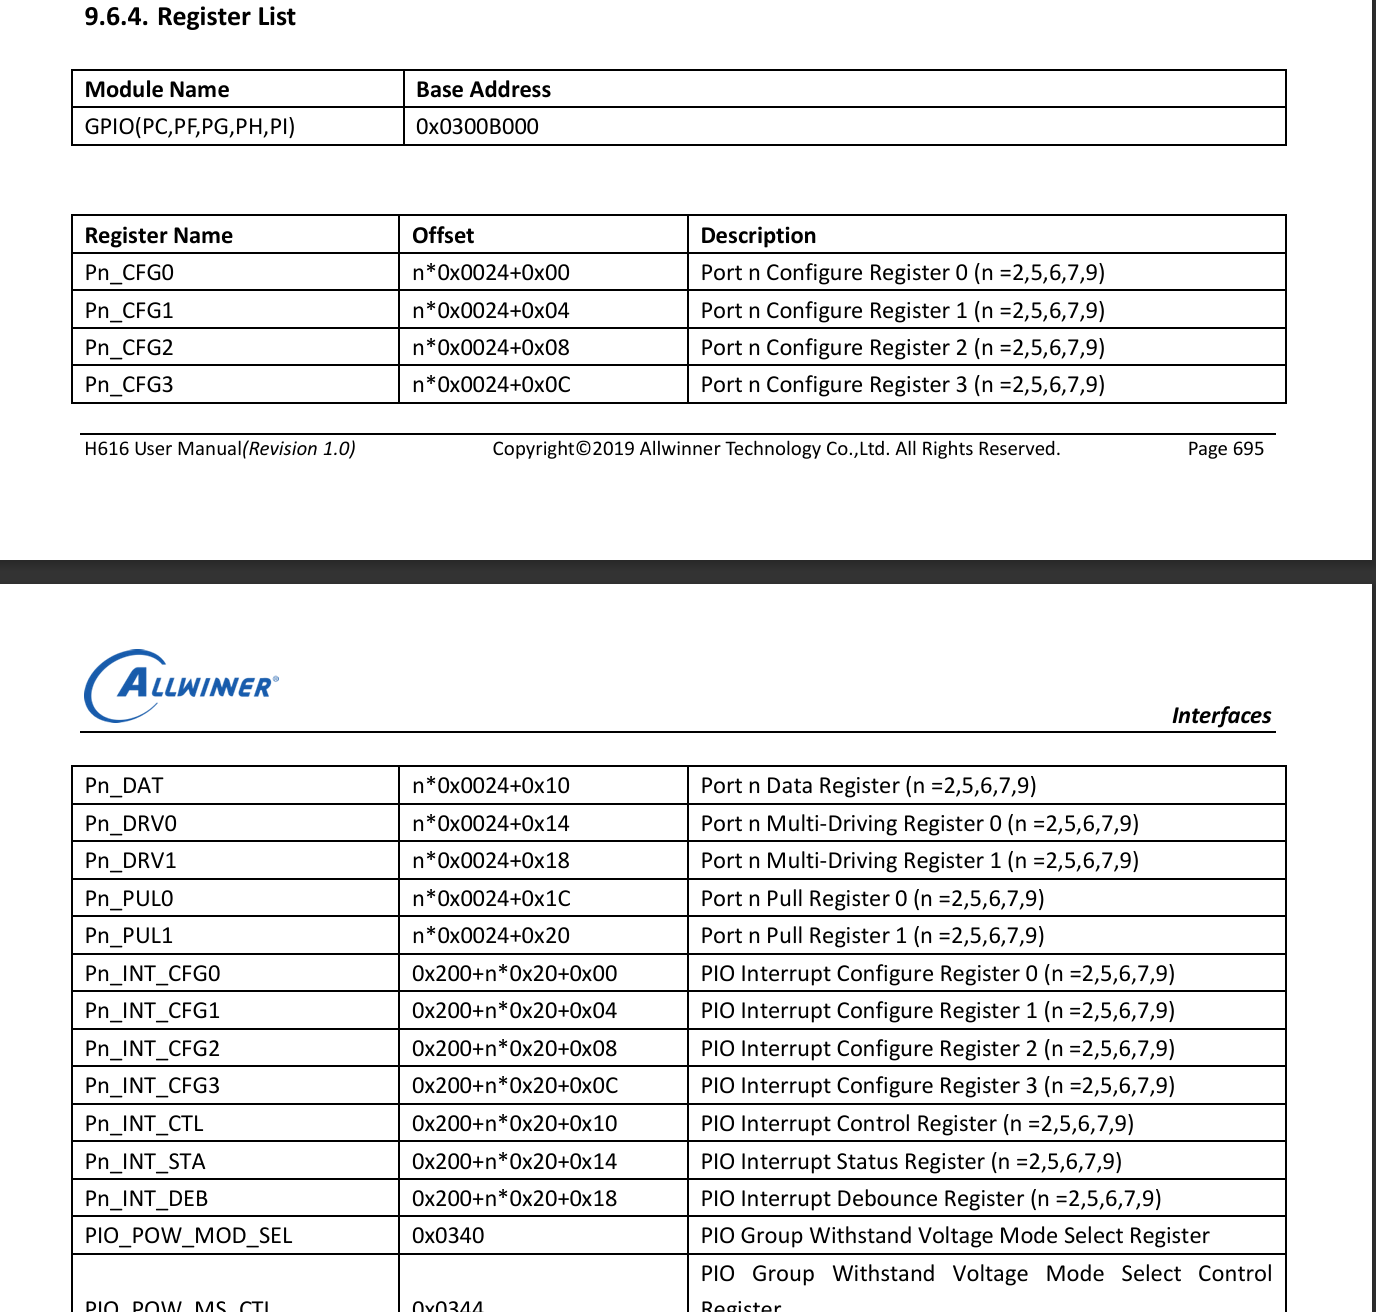 9.6.4. Register List
Module Name Base Address
GPIO(PC,PF,PG,PH,PI) 0x0300B000
Register Name Offset Description
Pn_CFG0 n*0x0024+0x00 Port n Configure Register 0 (n =2,5,6,7,9)
Pn_CFG1 n*0x0024+0x04 Port n Configure Register 1 (n =2,5,6,7,9)
Pn_CFG2 n*0x0024+0x08 Port n Configure Register 2 (n =2,5,6,7,9)
Pn_CFG3 n*0x0024+0x0C Port n Configure Register 3 (n =2,5,6,7,9)
H616 User Manual(Revision 1.0) Copyright©2019 Allwinner Technology Co.,Ltd. All Rights Reserved. Page 695
ALLWINNER®
Interfaces
Pn_DAT n*0x0024+0x10 Port n Data Register (n =2,5,6,7,9)
Pn_DRV0 n*0x0024+0x14 Port n Multi-Driving Register 0 (n =2,5,6,7,9)
Pn_DRV1 n*0x0024+0x18 Port n Multi-Driving Register 1 (n =2,5,6,7,9)
Pn_PUL0 n*0x0024+0x1C Port n Pull Register 0 (n =2,5,6,7,9)
Pn_PUL1 n*0x0024+0x20 Port n Pull Register 1 (n =2,5,6,7,9)
Pn_INT_CFG0 0x200+n*0x20+0x00 PIO Interrupt Configure Register 0 (n =2,5,6,7,9)
Pn_INT_CFG1 0x200+n*0x20+0x04 PIO Interrupt Configure Register 1 (n =2,5,6,7,9)
Pn_INT_CFG2 0x200+n*0x20+0x08 PIO Interrupt Configure Register 2 (n =2,5,6,7,9)
Pn_INT_CFG3 0x200+n*0x20+0x0C PIO Interrupt Configure Register 3 (n =2,5,6,7,9)
Pn_INT_CTL 0x200+n*0x20+0x10 PIO Interrupt Control Register (n =2,5,6,7,9)
Pn_INT_STA 0x200+n*0x20+0x14 PIO Interrupt Status Register (n =2,5,6,7,9)
Pn_INT_DEB 0x200+n*0x20+0x18 PIO Interrupt Debounce Register (n =2,5,6,7,9)
PIO_POW_MOD_SEL 0x0340 PIO Group Withstand Voltage Mode Select Register
PIO Group Withstand Voltage Mode Select Control
PIO_POW_MS_CTL 0x0344 Register